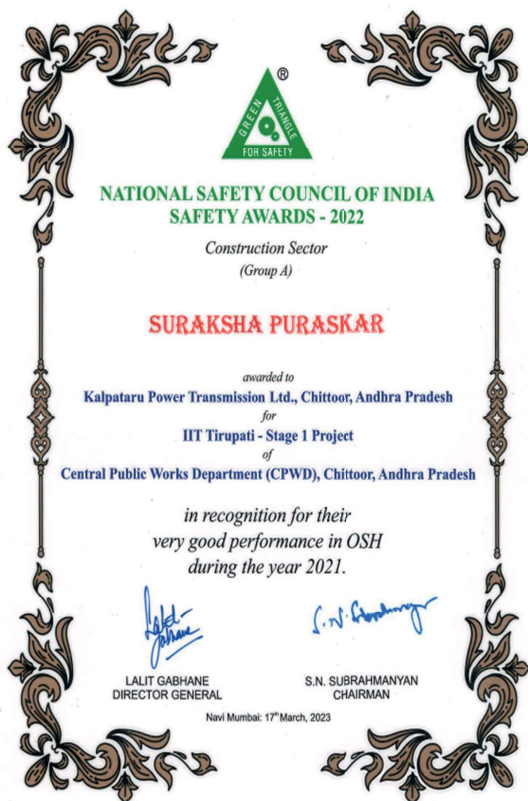 ®
GREEN TRIANGLE
FOR SAFETY
NATIONAL SAFETY COUNCIL OF INDIA
SAFETY AWARDS - 2022
Construction Sector
(Group A)
SURAKSHA PURASKAR
awarded to
Kalpataru Power Transmission Ltd., Chittoor, Andhra Pradesh
for
IIT Tirupati - Stage 1 Project
of
Central Public Works Department (CPWD), Chittoor, Andhra Pradesh
in recognition for their
very good performance in OSH
during the year 2021.
Lalit S.N. Subrahmanyan
Gabhane
LALIT GABHANE S.N. SUBRAHMANYAN
DIRECTOR GENERAL CHAIRMAN
Navi Mumbai: 17th March, 2023